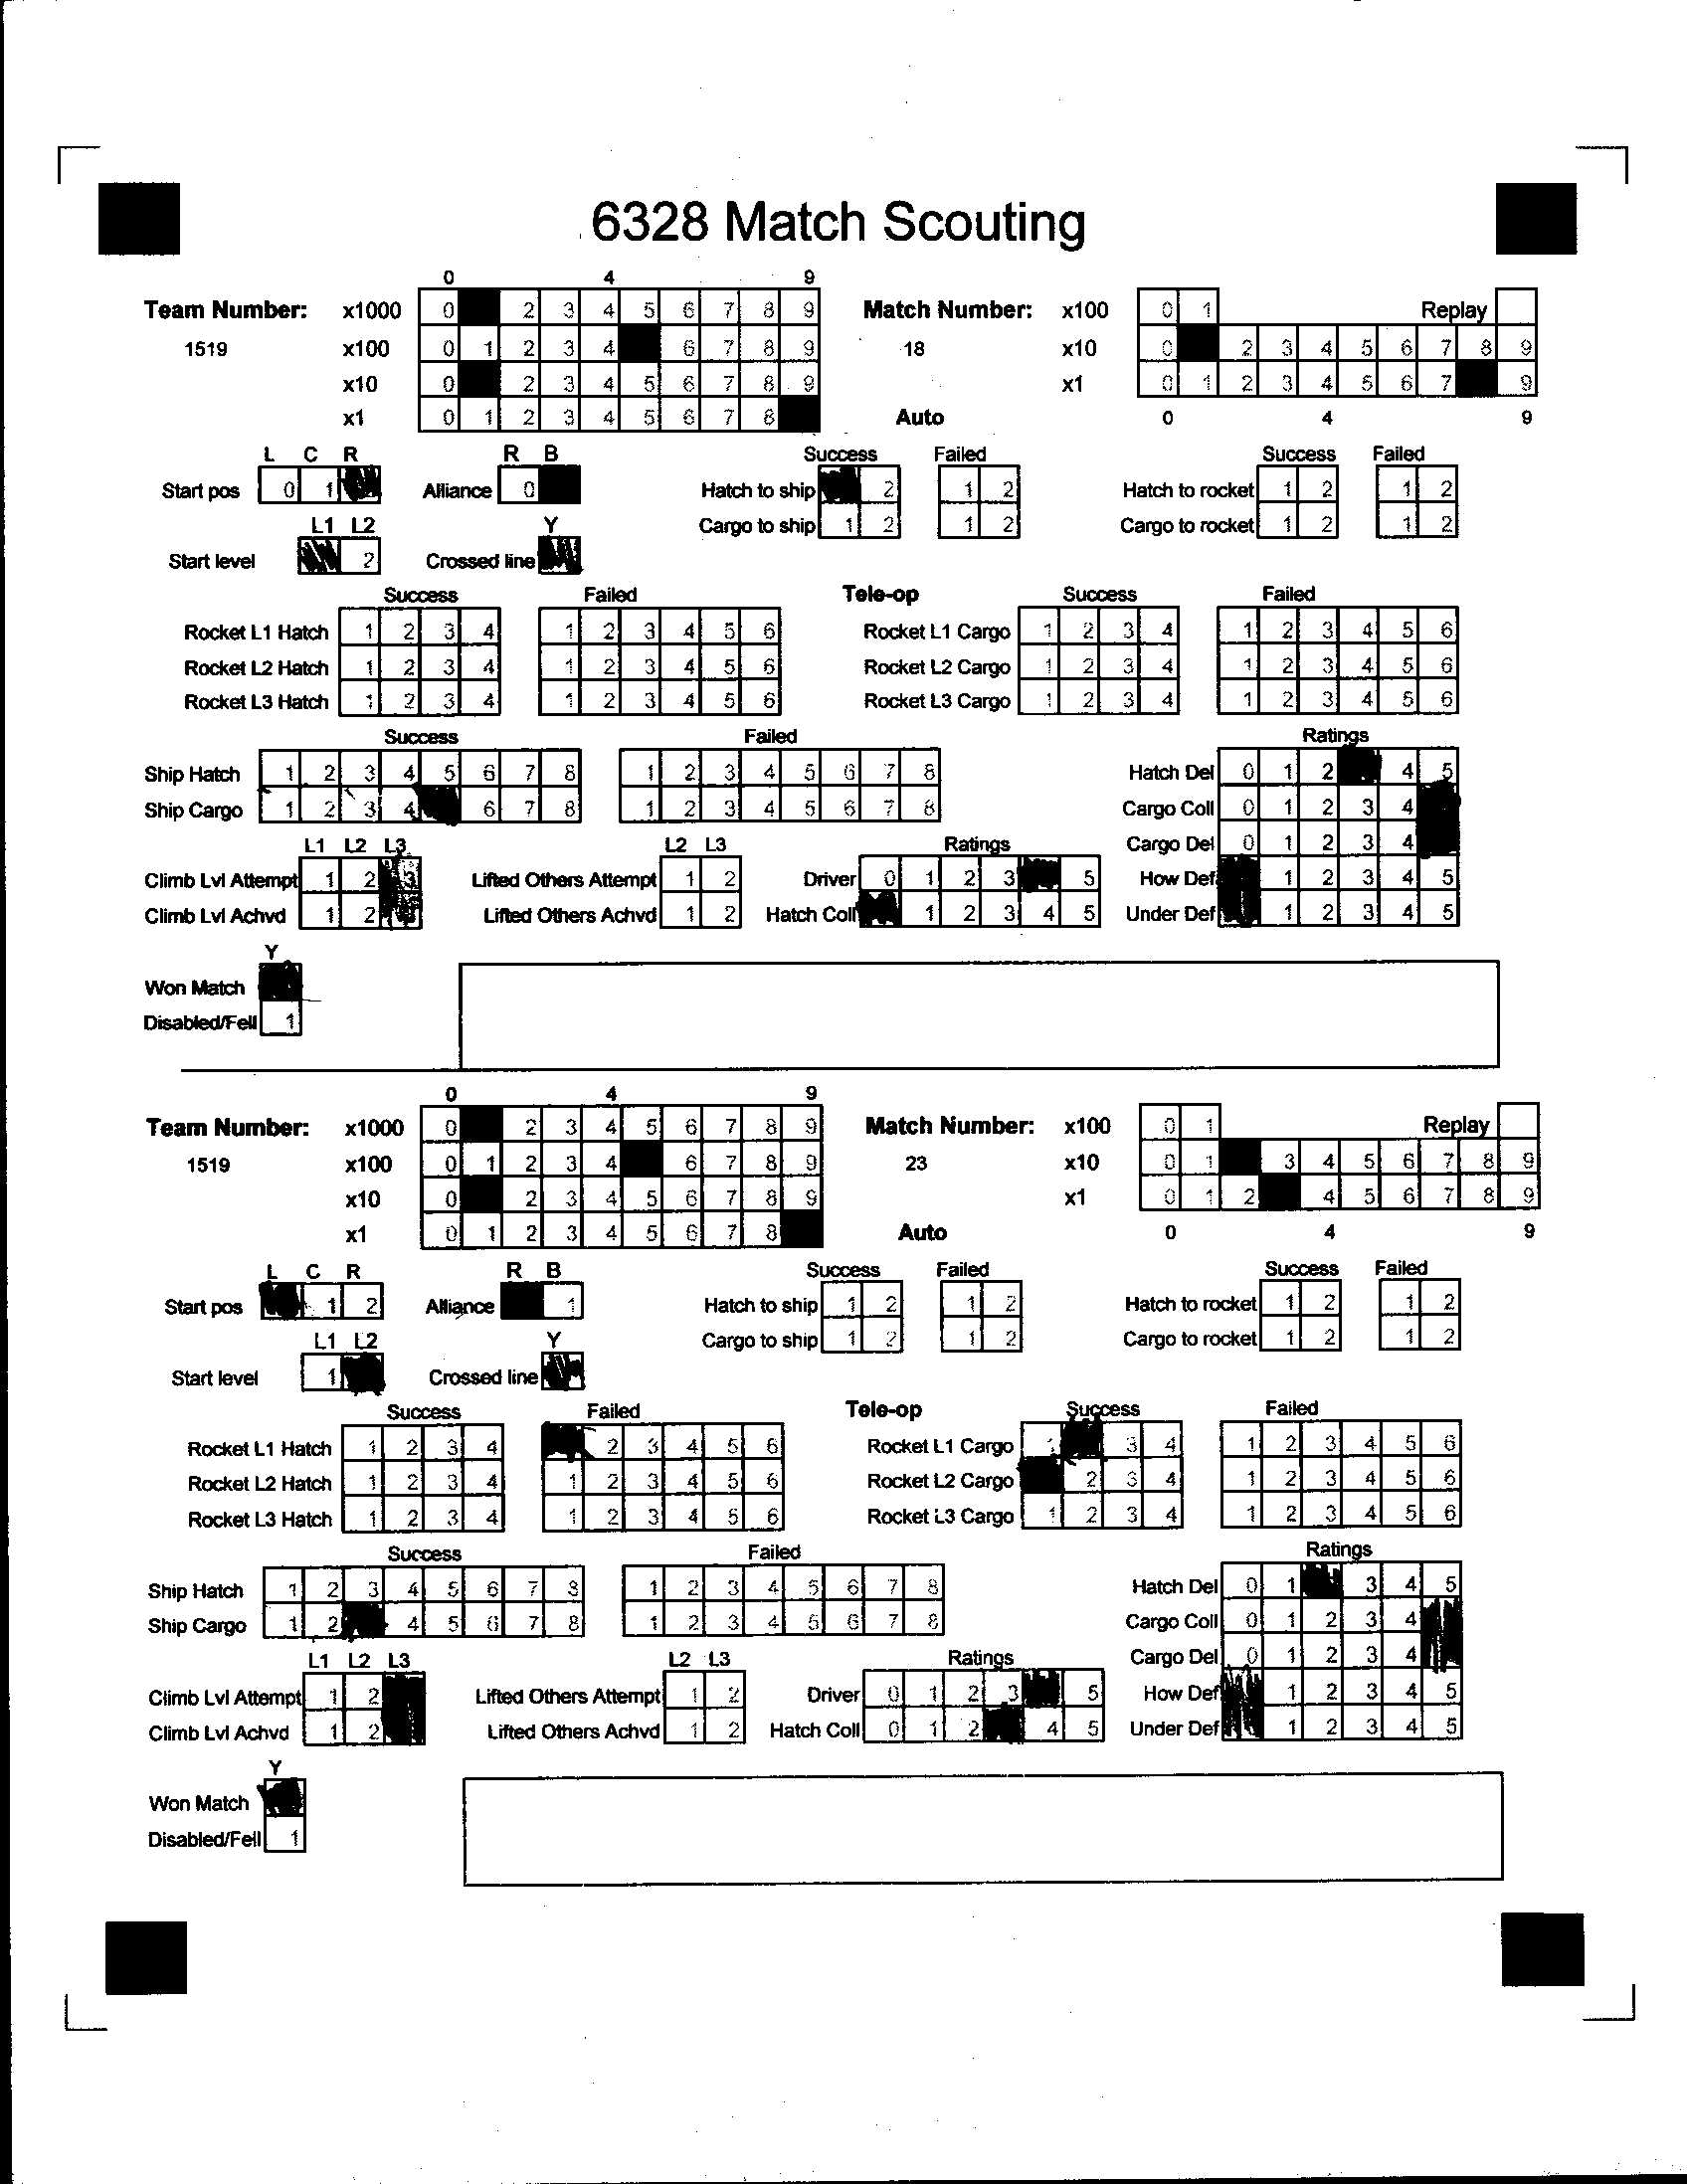 6328 Match Scouting
0 4 9
Team Number: x1000 0 2 3 4 5 6 7 8 9 Match Number: x100 0 1 Replay
1519 x100 0 1 2 3 4 6 7 8 9 18 x10 0 2 3 4 5 6 7 8 9
x10 0 2 3 4 5 6 7 8 9 x1 0 1 2 3 4 5 6 7 9
x1 0 1 2 3 4 5 6 7 8 Auto 0 4 9
L C R R B Success Failed Success Failed
Start pos 0 1 Alliance 0 Hatch to ship 2 1 2 Hatch to rocket 1 2 1 2
L1 L2 Y Cargo to ship 1 2 1 2 Cargo to rocket 1 2 1 2
Start level 2 Crossed line
Success Failed Tele-op Success Failed
Rocket L1 Hatch 1 2 3 4 1 2 3 4 5 6 Rocket L1 Cargo 1 2 3 4 1 2 3 4 5 6
Rocket L2 Hatch 1 2 3 4 1 2 3 4 5 6 Rocket L2 Cargo 1 2 3 4 1 2 3 4 5 6
Rocket L3 Hatch 1 2 3 4 1 2 3 4 5 6 Rocket L3 Cargo 1 2 3 4 1 2 3 4 5 6
Success Failed Ratings
Ship Hatch 1 2 3 4 5 6 7 8 1 2 3 4 5 6 7 8 Hatch Del 0 1 2 4 5
Ship Cargo 1 2 3 4 6 7 8 1 2 3 4 5 6 7 8 Cargo Coll 0 1 2 3 4
L1 L2 L3 L2 L3 Ratings Cargo Del 0 1 2 3 4
Climb Lvl Attempt 1 2 3 Lifted Others Attempt 1 2 Driver 0 1 2 3 5 How Def 1 2 3 4 5
Climb Lvl Achvd 1 2 Lifted Others Achvd 1 2 Hatch Coll 1 2 3 4 5 Under Def 1 2 3 4 5
Y
Won Match
Disabled/Fell 1
0 4 9
Team Number: x1000 0 2 3 4 5 6 7 8 9 Match Number: x100 0 1 Replay
1519 x100 0 1 2 3 4 6 7 8 9 23 x10 0 1 3 4 5 6 7 8 9
x10 0 2 3 4 5 6 7 8 9 x1 0 1 2 4 5 6 7 8 9
x1 0 1 2 3 4 5 6 7 8 Auto 0 4 9
L C R R B Success Failed Success Failed
Start pos 1 2 Alliance 1 Hatch to ship 1 2 1 2 Hatch to rocket 1 2 1 2
L1 L2 Y Cargo to ship 1 2 1 2 Cargo to rocket 1 2 1 2
Start level 1 Crossed line
Success Failed Tele-op Success Failed
Rocket L1 Hatch 1 2 3 4 2 3 4 5 6 Rocket L1 Cargo 1 3 4 1 2 3 4 5 6
Rocket L2 Hatch 1 2 3 4 1 2 3 4 5 6 Rocket L2 Cargo 2 3 4 1 2 3 4 5 6
Rocket L3 Hatch 1 2 3 4 1 2 3 4 5 6 Rocket L3 Cargo 1 2 3 4 1 2 3 4 5 6
Success Failed Ratings
Ship Hatch 1 2 3 4 5 6 7 8 1 2 3 4 5 6 7 8 Hatch Del 0 1 3 4 5
Ship Cargo 1 2 4 5 6 7 8 1 2 3 4 5 6 7 8 Cargo Coll 0 1 2 3 4
L1 L2 L3 L2 L3 Ratings Cargo Del 0 1 2 3 4
Climb Lvl Attempt 1 2 Lifted Others Attempt 1 2 Driver 0 1 2 3 5 How Def 1 2 3 4 5
Climb Lvl Achvd 1 2 Lifted Others Achvd 1 2 Hatch Coll 0 1 2 4 5 Under Def 1 2 3 4 5
Y
Won Match
Disabled/Fell 1